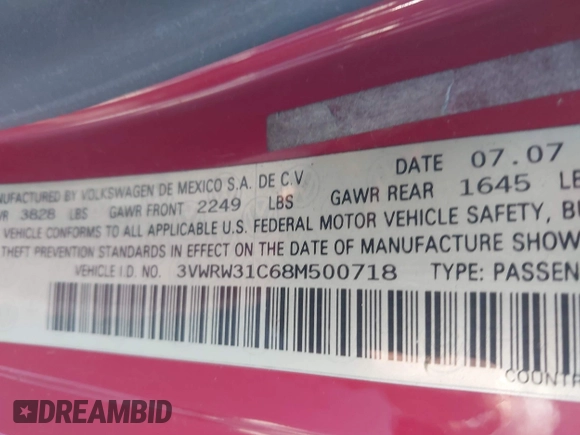 MANUFACTURED BY VOLKSWAGEN DE MEXICO S.A. DE C.V DATE 07.07
3828 LBS GAWR FRONT 2249 LBS GAWR REAR 1645
VEHICLE CONFORMS TO ALL APPLICABLE U.S. FEDERAL MOTOR VEHICLE SAFETY,
THEFT PREVENTION STANDARDS IN EFFECT ON THE DATE OF MANUFACTURE SHOW
VEHICLE I.D. NO. 3VWRW31C68M500718 TYPE: PASSEN
COUNTR
DREAMBID